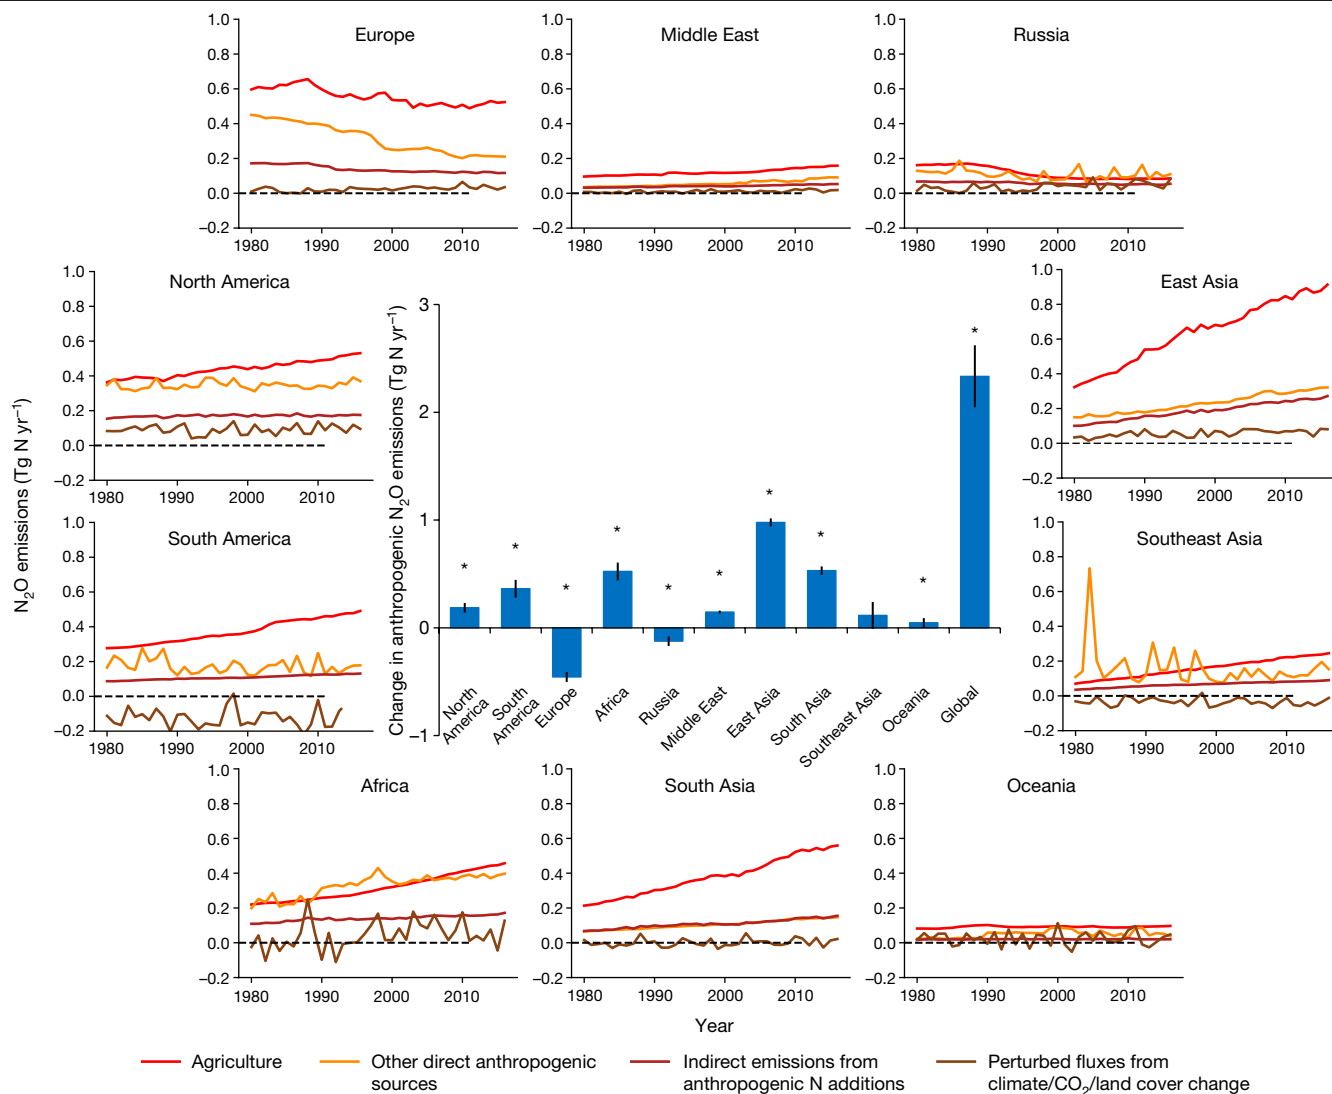 Europe
1.0
0.8
0.6
0.4
0.2
0.0
–0.2
1980 1990 2000 2010
Middle East
1.0
0.8
0.6
0.4
0.2
0.0
–0.2
1980 1990 2000 2010
Russia
1.0
0.8
0.6
0.4
0.2
0.0
–0.2
1980 1990 2000 2010
N₂O emissions (Tg N yr⁻¹)
North America
1.0
0.8
0.6
0.4
0.2
0.0
–0.2
1980 1990 2000 2010
Change in anthropogenic N₂O emissions (Tg N yr⁻¹)
3
2
1
0
–1
* * * * * * * * * *
North
America
South
America
Europe
Africa
Russia
Middle East
East Asia
South Asia
Southeast Asia
Oceania
Global
East Asia
1.0
0.8
0.6
0.4
0.2
0.0
–0.2
1980 1990 2000 2010
South America
1.0
0.8
0.6
0.4
0.2
0.0
–0.2
1980 1990 2000 2010
Southeast Asia
1.0
0.8
0.6
0.4
0.2
0.0
–0.2
1980 1990 2000 2010
Africa
1.0
0.8
0.6
0.4
0.2
0.0
–0.2
1980 1990 2000 2010
South Asia
1.0
0.8
0.6
0.4
0.2
0.0
–0.2
1980 1990 2000 2010
Oceania
1.0
0.8
0.6
0.4
0.2
0.0
–0.2
1980 1990 2000 2010
Year
Agriculture
Other direct anthropogenic
sources
Indirect emissions from
anthropogenic N additions
Perturbed fluxes from
climate/CO₂/land cover change